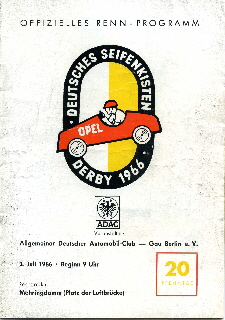 OFFIZIELLES RENN-PROGRAMM
DEUTSCHES SEIFENKISTEN
OPEL
DERBY 1966
ADAC
Allgemeiner Deutscher Automobil-Club — Gau Berlin e. V.
3. Juli 1966 · Beginn 9 Uhr
20
PFENNIG
Mehringdamm (Platz der Luftbrücke)